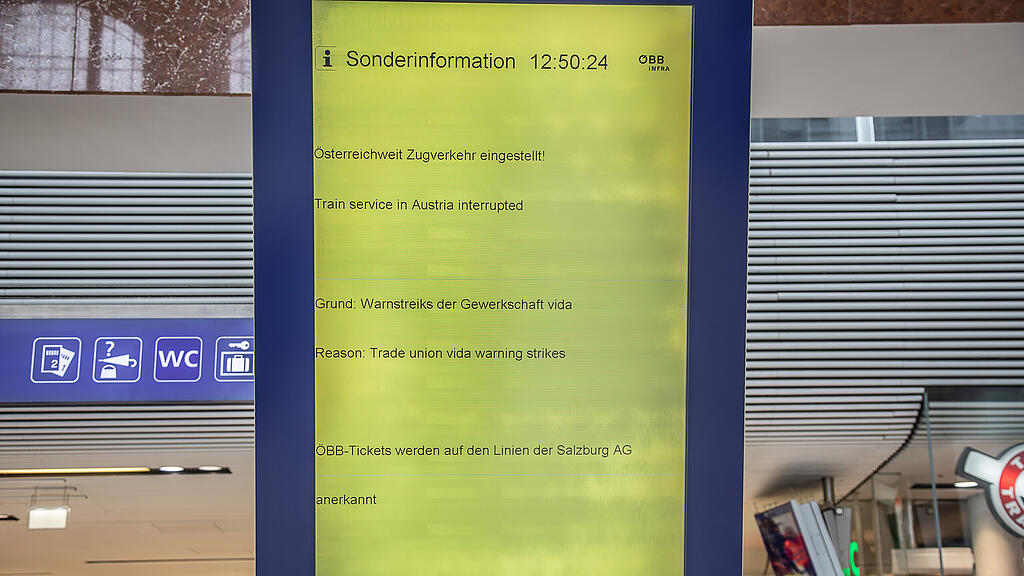 i Sonderinformation 12:50:24 ÖBB
INFRA
Österreichweit Zugverkehr eingestellt!
Train service in Austria interrupted
Grund: Warnstreiks der Gewerkschaft vida
Reason: Trade union vida warning strikes
ÖBB-Tickets werden auf den Linien der Salzburg AG
anerkannt
? WC